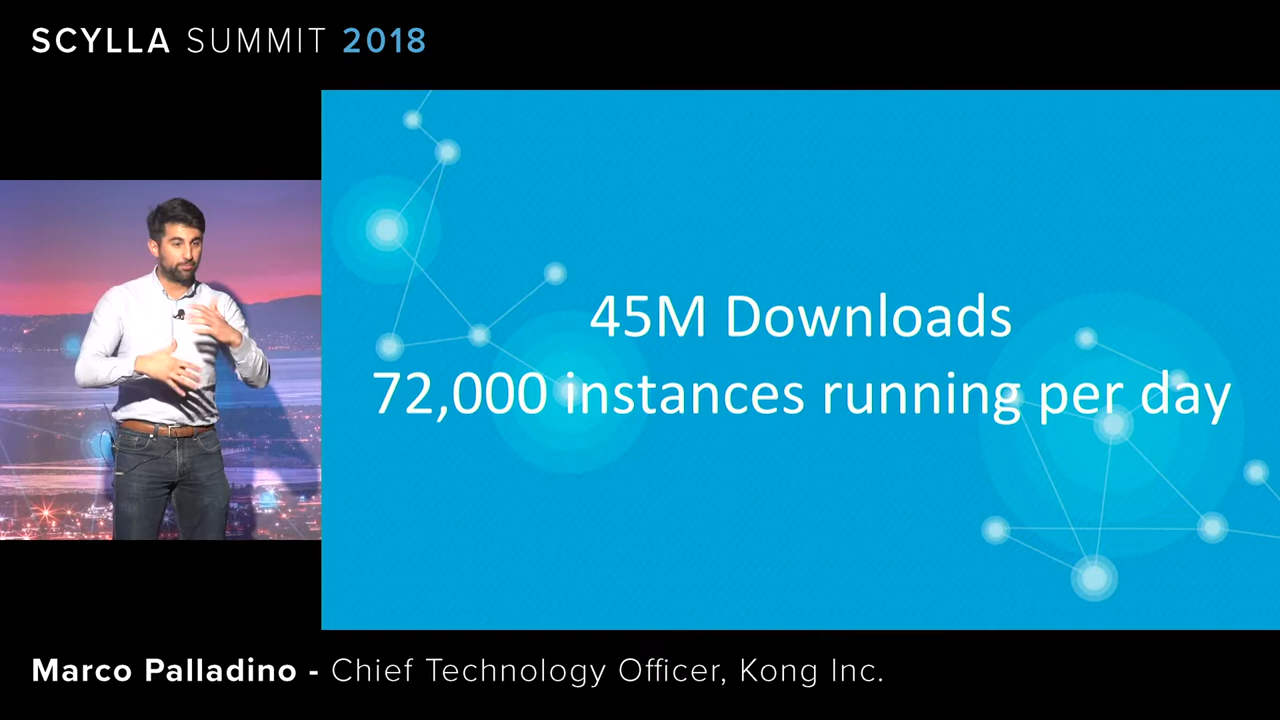 SCYLLA SUMMIT 2018
45M Downloads
72,000 instances running per day
Marco Palladino - Chief Technology Officer, Kong Inc.